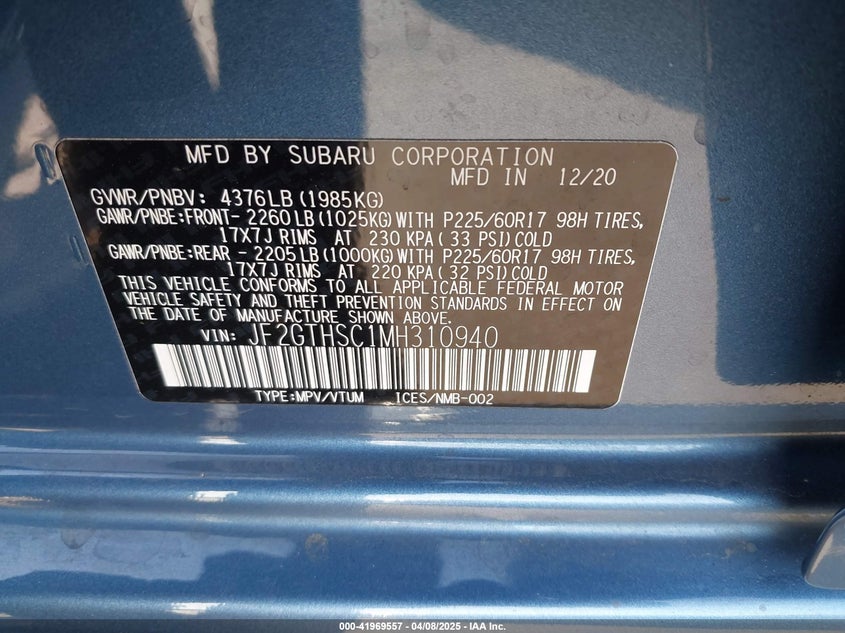 MFD BY SUBARU CORPORATION
MFD IN 12/20
GVWR/PNBV: 4376LB (1985KG)
GAWR/PNBE:FRONT- 2260LB (1025KG) WITH P225/60R17 98H TIRES,
17X7J RIMS AT 230 KPA ( 33 PSI) COLD
GAWR/PNBE:REAR - 2205LB (1000KG) WITH P225/60R17 98H TIRES,
17X7J RIMS AT 220 KPA ( 32 PSI) COLD
THIS VEHICLE CONFORMS TO ALL APPLICABLE FEDERAL MOTOR
VEHICLE SAFETY AND THEFT PREVENTION STANDARDS IN EFFECT ON
THE DATE OF MANUFACTURE SHOWN ABOVE.
VIN: JF2GTHSC1MH310940
TYPE:MPV/VTUM ICES/NMB-002
000-41969557 - 04/08/2025 - IAA Inc.